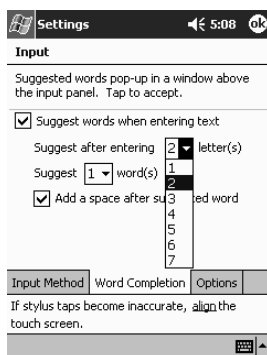 Settings 5:08 ok
Input
Suggested words pop-up in a window above
the input panel. Tap to accept.
Suggest words when entering text
Suggest after entering 2 letter(s)
1
2
3
4
5
6
7
Suggest 1 word(s)
Add a space after su ed word
Input Method Word Completion Options
If stylus taps become inaccurate, align the
touch screen.